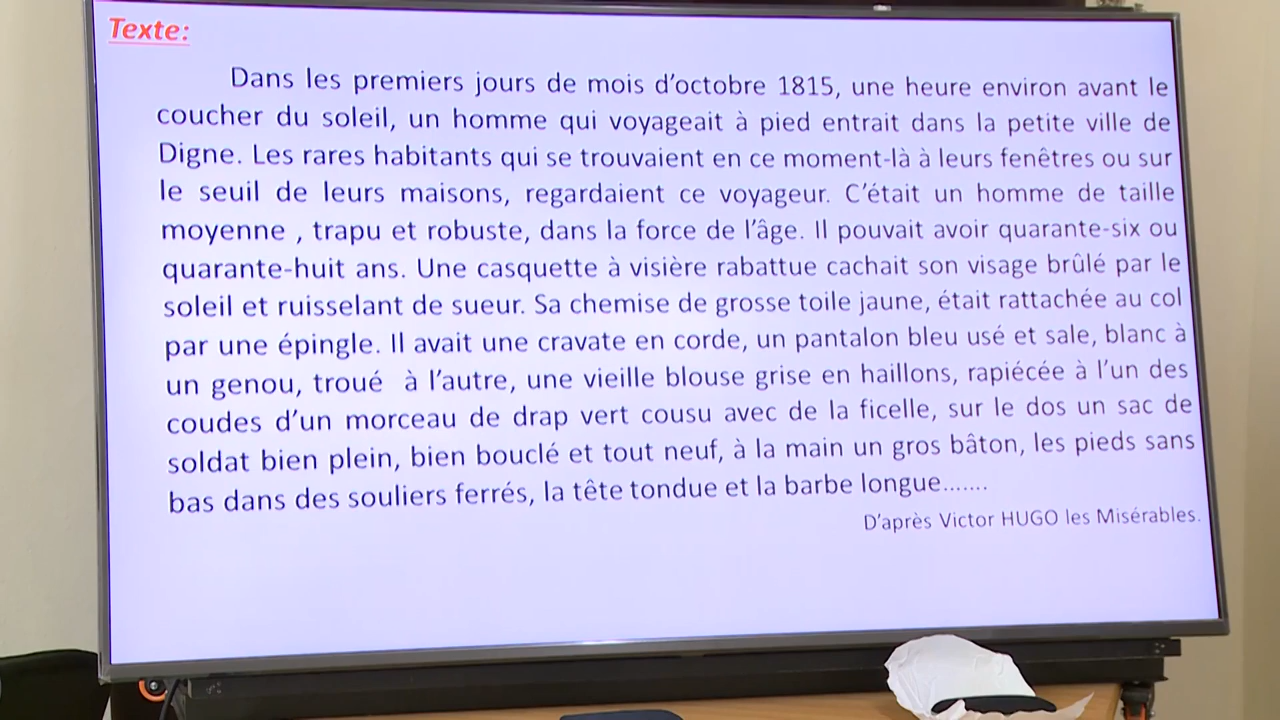 Texte:
Dans les premiers jours de mois d’octobre 1815, une heure environ avant le
coucher du soleil, un homme qui voyageait à pied entrait dans la petite ville de
Digne. Les rares habitants qui se trouvaient en ce moment-là à leurs fenêtres ou sur
le seuil de leurs maisons, regardaient ce voyageur. C’était un homme de taille
moyenne , trapu et robuste, dans la force de l’âge. Il pouvait avoir quarante-six ou
quarante-huit ans. Une casquette à visière rabattue cachait son visage brûlé par le
soleil et ruisselant de sueur. Sa chemise de grosse toile jaune, était rattachée au col
par une épingle. Il avait une cravate en corde, un pantalon bleu usé et sale, blanc à
un genou, troué à l’autre, une vieille blouse grise en haillons, rapiécée à l’un des
coudes d’un morceau de drap vert cousu avec de la ficelle, sur le dos un sac de
soldat bien plein, bien bouclé et tout neuf, à la main un gros bâton, les pieds sans
bas dans des souliers ferrés, la tête tondue et la barbe longue…….
D’après Victor HUGO les Misérables.